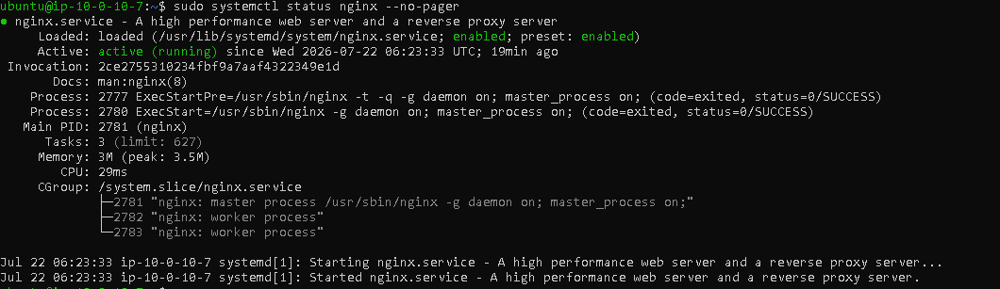 ubuntu@ip-10-0-10-7:~$ sudo systemctl status nginx --no-pager
● nginx.service - A high performance web server and a reverse proxy server
Loaded: loaded (/usr/lib/systemd/system/nginx.service; enabled; preset: enabled)
Active: active (running) since Wed 2026-07-22 06:23:33 UTC; 19min ago
Invocation: 2ce2755310234fbf9a7aaf4322349e1d
Docs: man:nginx(8)
Process: 2777 ExecStartPre=/usr/sbin/nginx -t -q -g daemon on; master_process on; (code=exited, status=0/SUCCESS)
Process: 2780 ExecStart=/usr/sbin/nginx -g daemon on; master_process on; (code=exited, status=0/SUCCESS)
Main PID: 2781 (nginx)
Tasks: 3 (limit: 627)
Memory: 3M (peak: 3.5M)
CPU: 29ms
CGroup: /system.slice/nginx.service
├─2781 "nginx: master process /usr/sbin/nginx -g daemon on; master_process on;"
├─2782 "nginx: worker process"
└─2783 "nginx: worker process"
Jul 22 06:23:33 ip-10-0-10-7 systemd[1]: Starting nginx.service - A high performance web server and a reverse proxy server...
Jul 22 06:23:33 ip-10-0-10-7 systemd[1]: Started nginx.service - A high performance web server and a reverse proxy server.